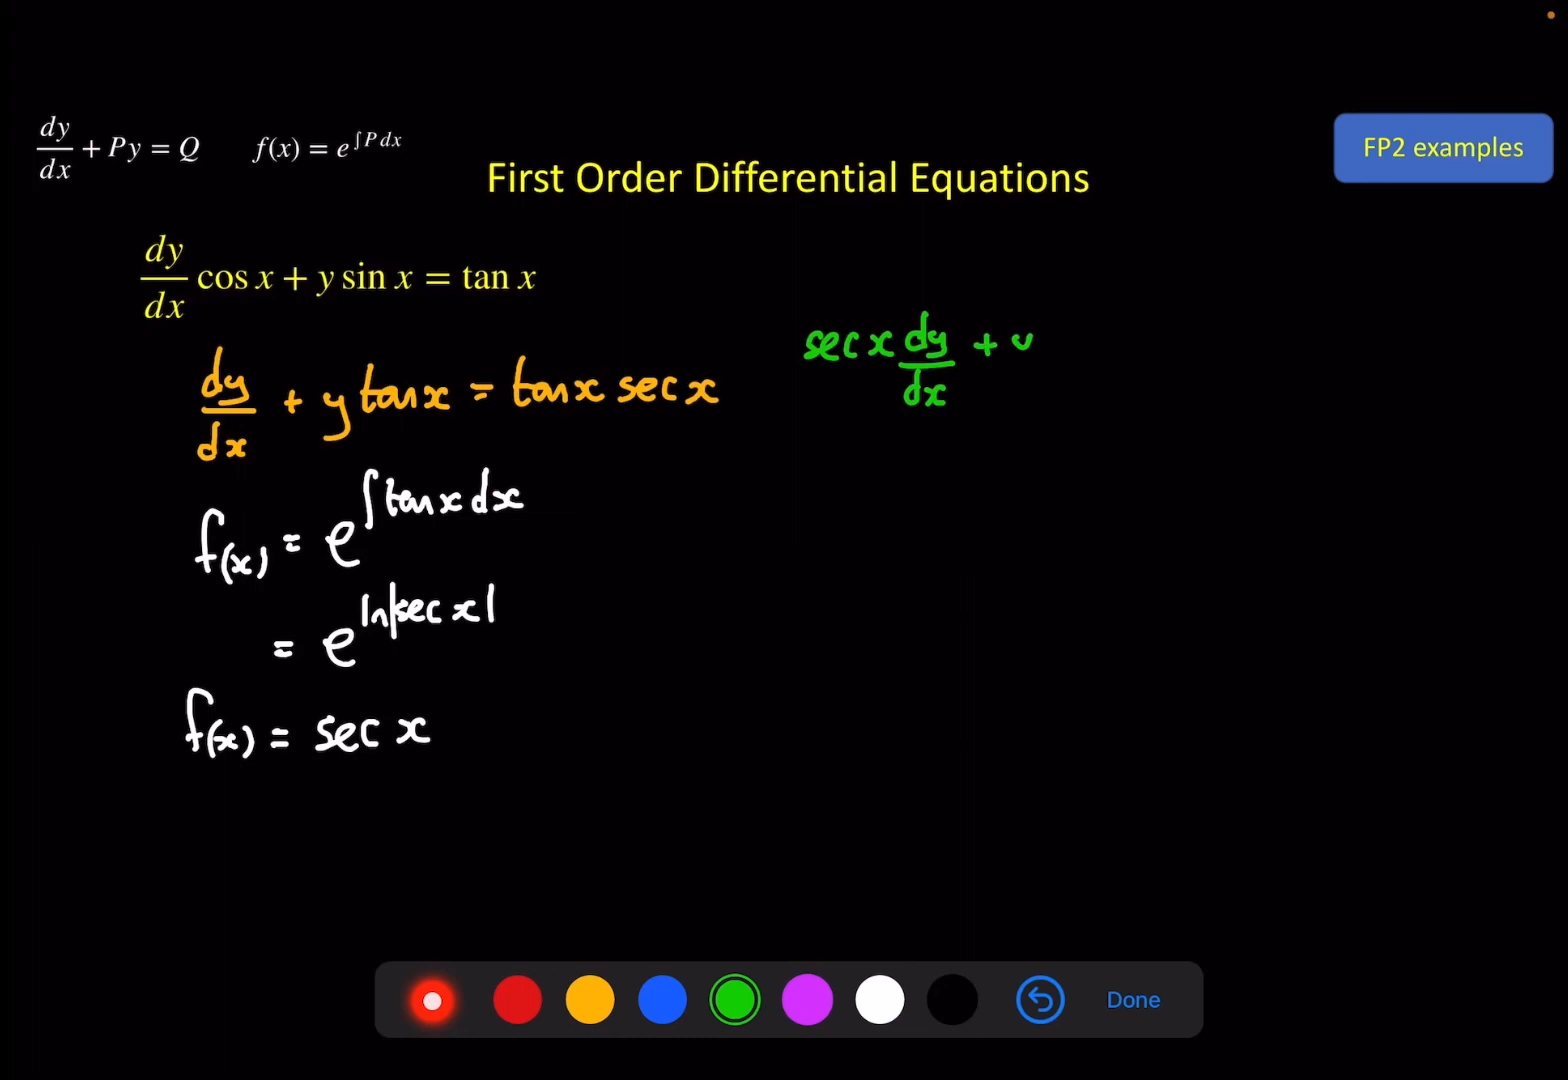 dy/dx + Py = Q    f(x) = e^∫P dx
FP2 examples
First Order Differential Equations
dy/dx cos x + y sin x = tan x
dy/dx + y tan x = tan x sec x
f(x) = e^∫tan x dx
= e^ln|sec x|
f(x) = sec x
sec x dy/dx +
Done